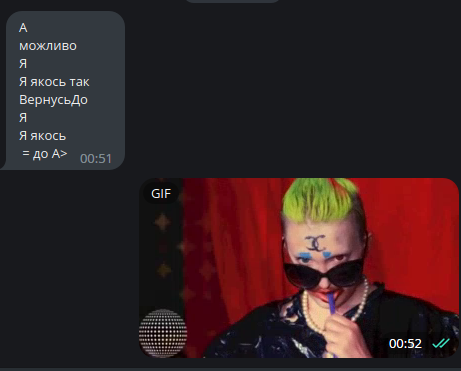 А
можливо
Я
Я якось так
ВернусьДо
Я
Я якось
= до А>
00:51
GIF
00:52